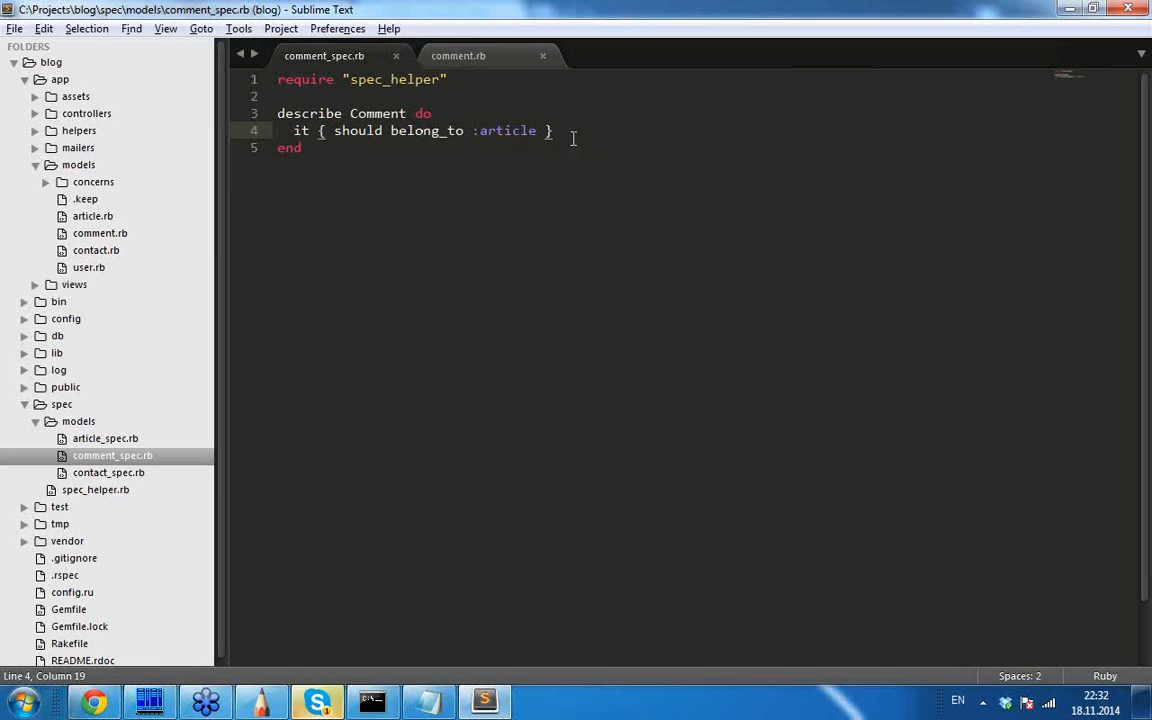 C:\Projects\blog\spec\models\comment_spec.rb (blog) - Sublime Text
File Edit Selection Find View Goto Tools Project Preferences Help
FOLDERS
blog
app
assets
controllers
helpers
mailers
models
concerns
.keep
article.rb
comment.rb
contact.rb
user.rb
views
bin
config
db
lib
log
public
spec
models
article_spec.rb
comment_spec.rb
contact_spec.rb
spec_helper.rb
test
tmp
vendor
.gitignore
.rspec
config.ru
Gemfile
Gemfile.lock
Rakefile
README.rdoc
comment_spec.rb comment.rb
1 require "spec_helper"
2
3 describe Comment do
4 it { should belong_to :article }
5 end
Line 4, Column 19 Spaces: 2 Ruby
EN 22:32
18.11.2014